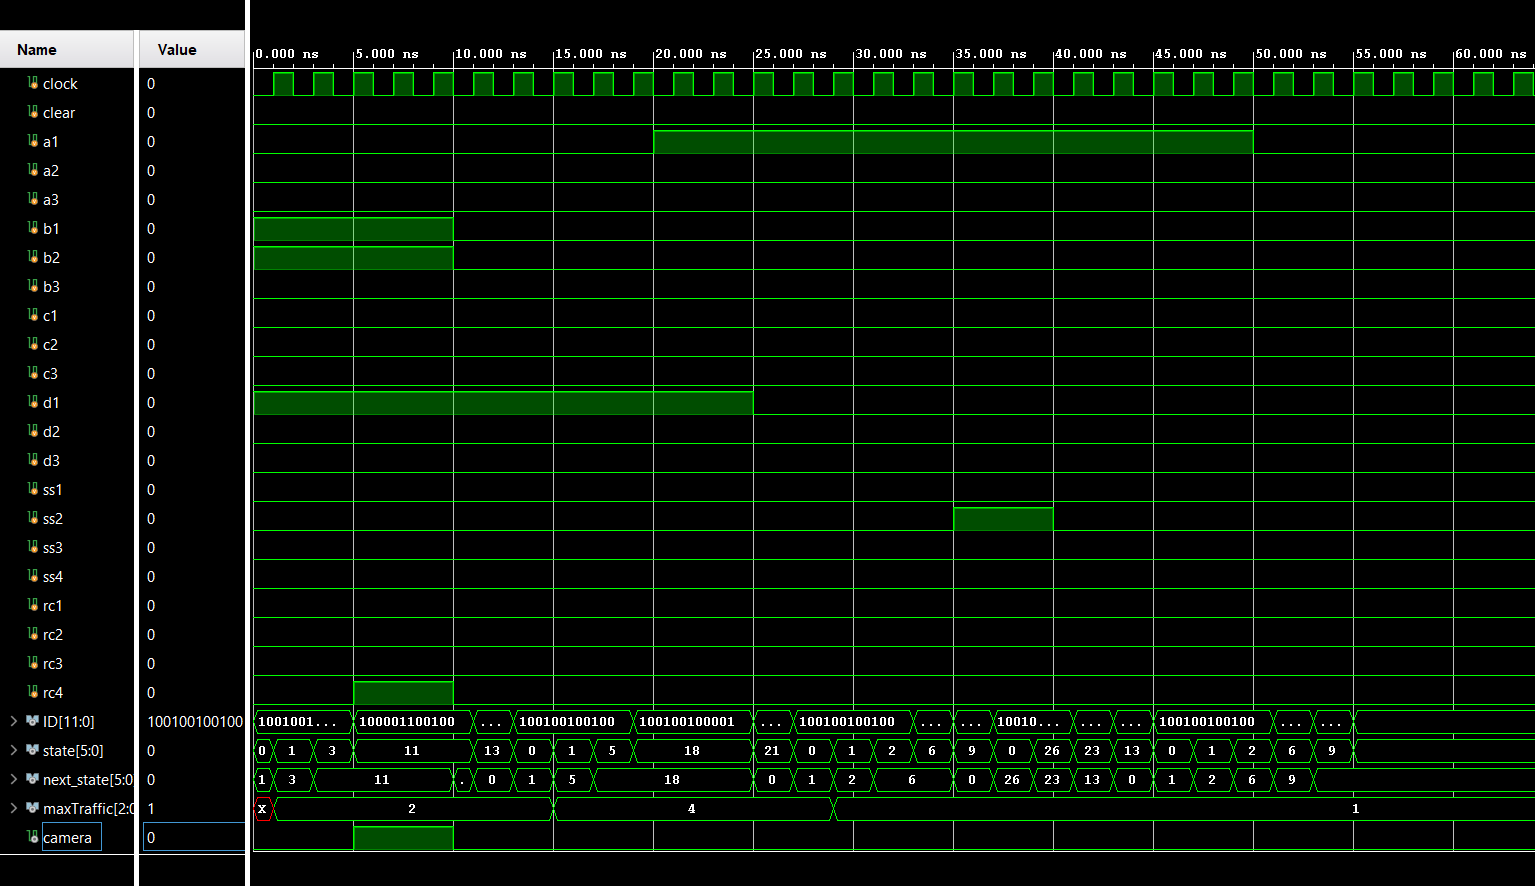 Name Value 0.000 ns 5.000 ns 10.000 ns 15.000 ns 20.000 ns 25.000 ns 30.000 ns 35.000 ns 40.000 ns 45.000 ns 50.000 ns 55.000 ns 60.000 ns
clock 0
clear 0
a1 0
a2 0
a3 0
b1 0
b2 0
b3 0
c1 0
c2 0
c3 0
d1 0
d2 0
d3 0
ss1 0
ss2 0
ss3 0
ss4 0
rc1 0
rc2 0
rc3 0
rc4 0
ID[11:0] 100100100100 1001001... 100001100100 ... 100100100100 100100100001 ... 100100100100 ... ... 10010... ... ... 100100100100 ... ...
state[5:0] 0 0 1 3 11 13 0 1 5 18 21 0 1 2 6 9 0 26 23 13 0 1 2 6 9
next_state[5:0 0 1 3 11 . 0 1 5 18 0 1 2 6 0 26 23 13 0 1 2 6 9
maxTraffic[2:0 1 X 2 4 1
camera 0